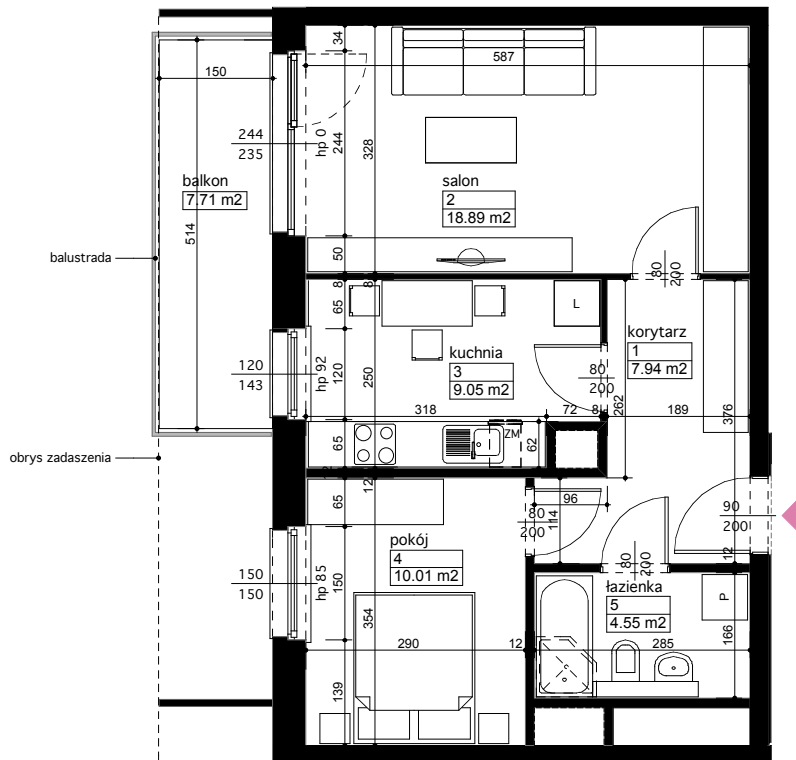 34
587
150
244
235
hp 0
244
328
balkon
7.71 m2
salon
2
18.89 m2
514
balustrada
50
80
200
8
8
65
L
korytarz
1
7.94 m2
kuchnia
3
9.05 m2
120
143
hp 92
120
250
80
200
262
376
318
72
8
189
obrys zadaszenia
65
ZM
62
12
65
96
80
200
114
90
200
pokój
4
10.01 m2
80
200
12
150
150
hp 85
150
354
łazienka
5
4.55 m2
P
166
290
12
285
139